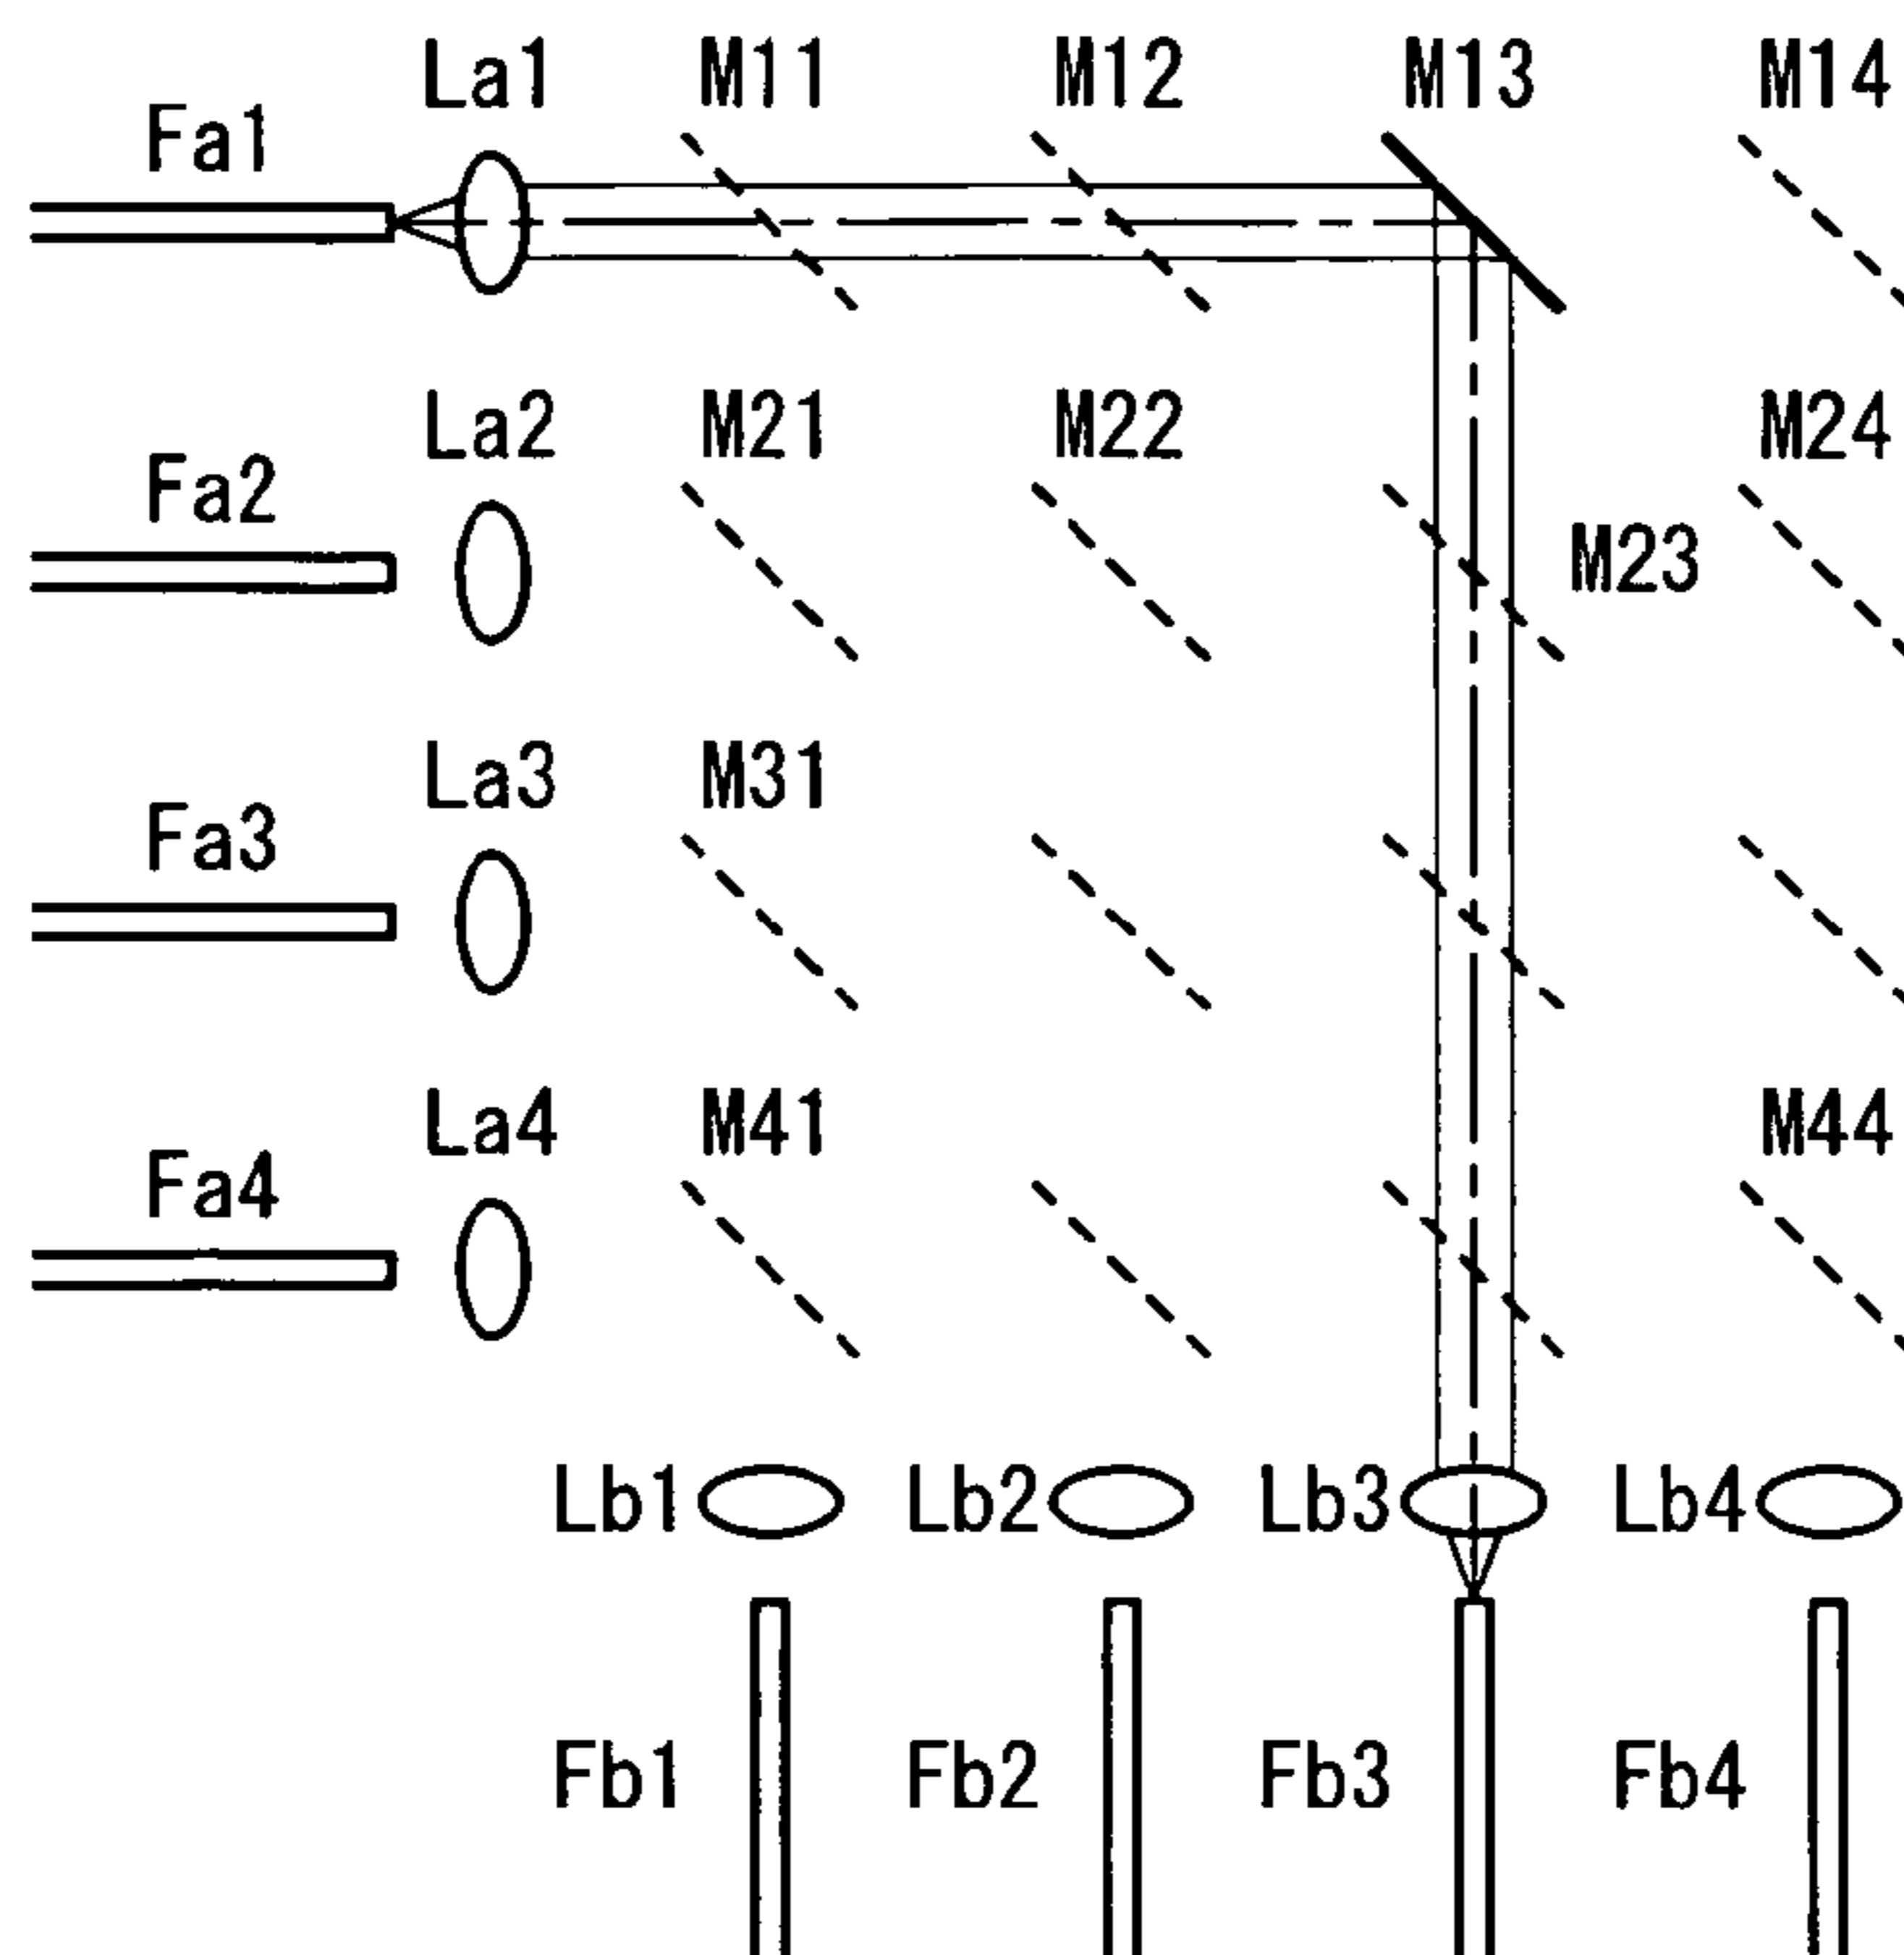 La1 M11 M12 M13 M14
Fa1
La2 M21 M22 M24
Fa2 M23
La3 M31
Fa3
La4 M41 M44
Fa4
Lb1 Lb2 Lb3 Lb4
Fb1 Fb2 Fb3 Fb4